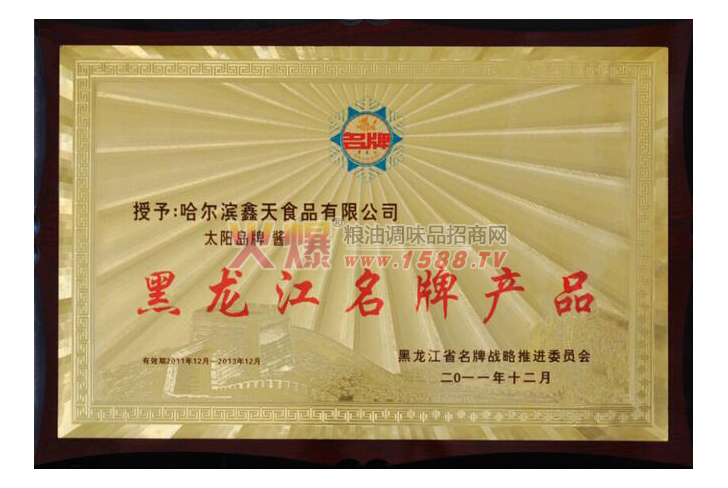 名牌
授予:哈尔滨鑫天食品有限公司
太阳岛牌 酱
火爆®粮油调味品招商网
www.1588.TV
黑龙江名牌产品
有效期2011年12月—2013年12月
黑龙江省名牌战略推进委员会
二O一一年十二月